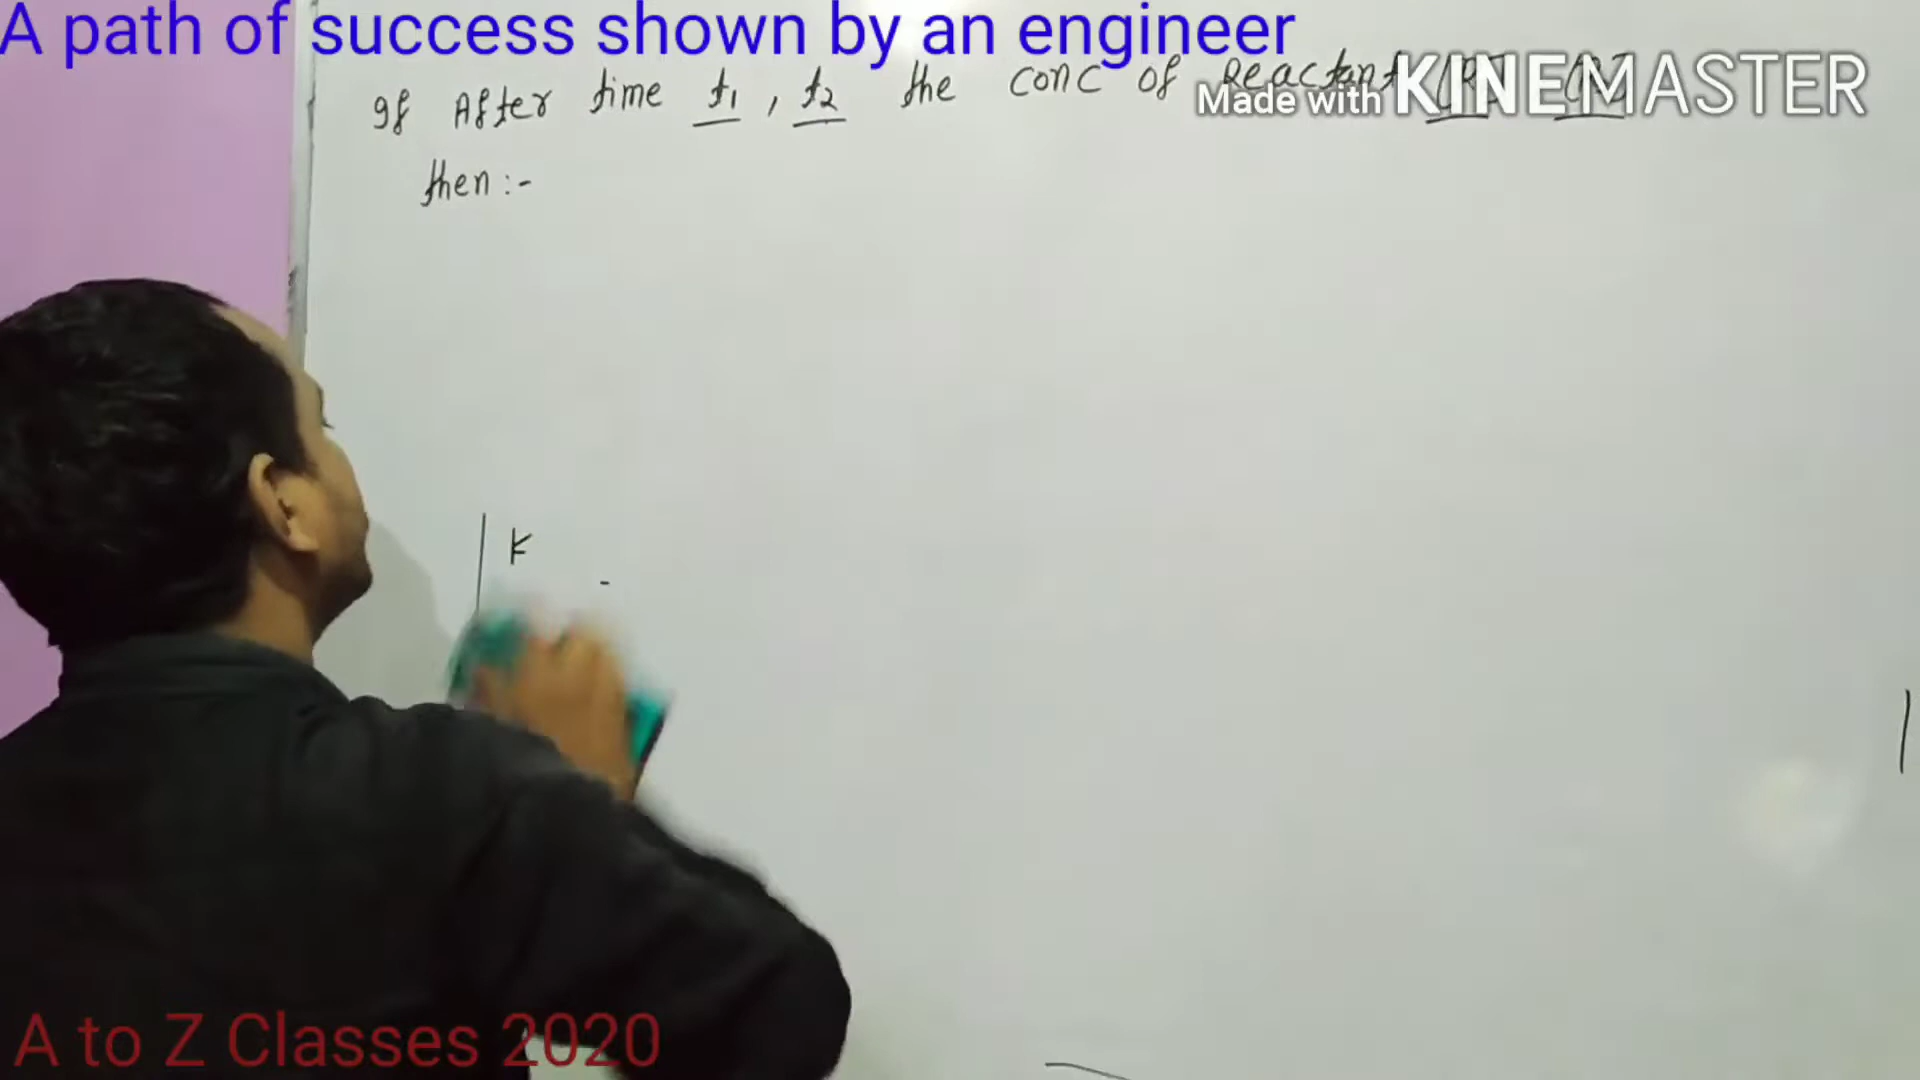 A path of success shown by an engineer
If After time t1, t2 the conc of Reactant
Made with KINEMASTER
then :-
K
A to Z Classes 2020